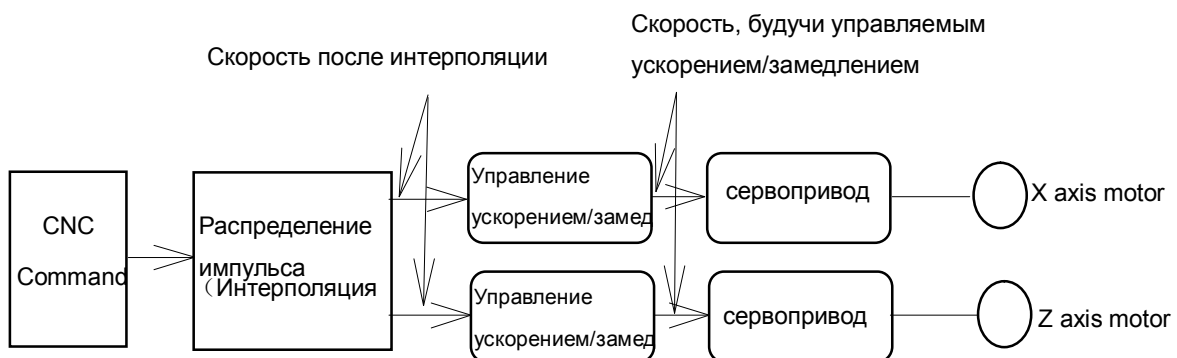 Скорость, будучи управляемым
ускорением/замедлением
Скорость после интерполяции
CNC
Command
Распределение
импульса
（Интерполяция
Управление
ускорением/замед
сервопривод
X axis motor
Управление
ускорением/замед
сервопривод
Z axis motor